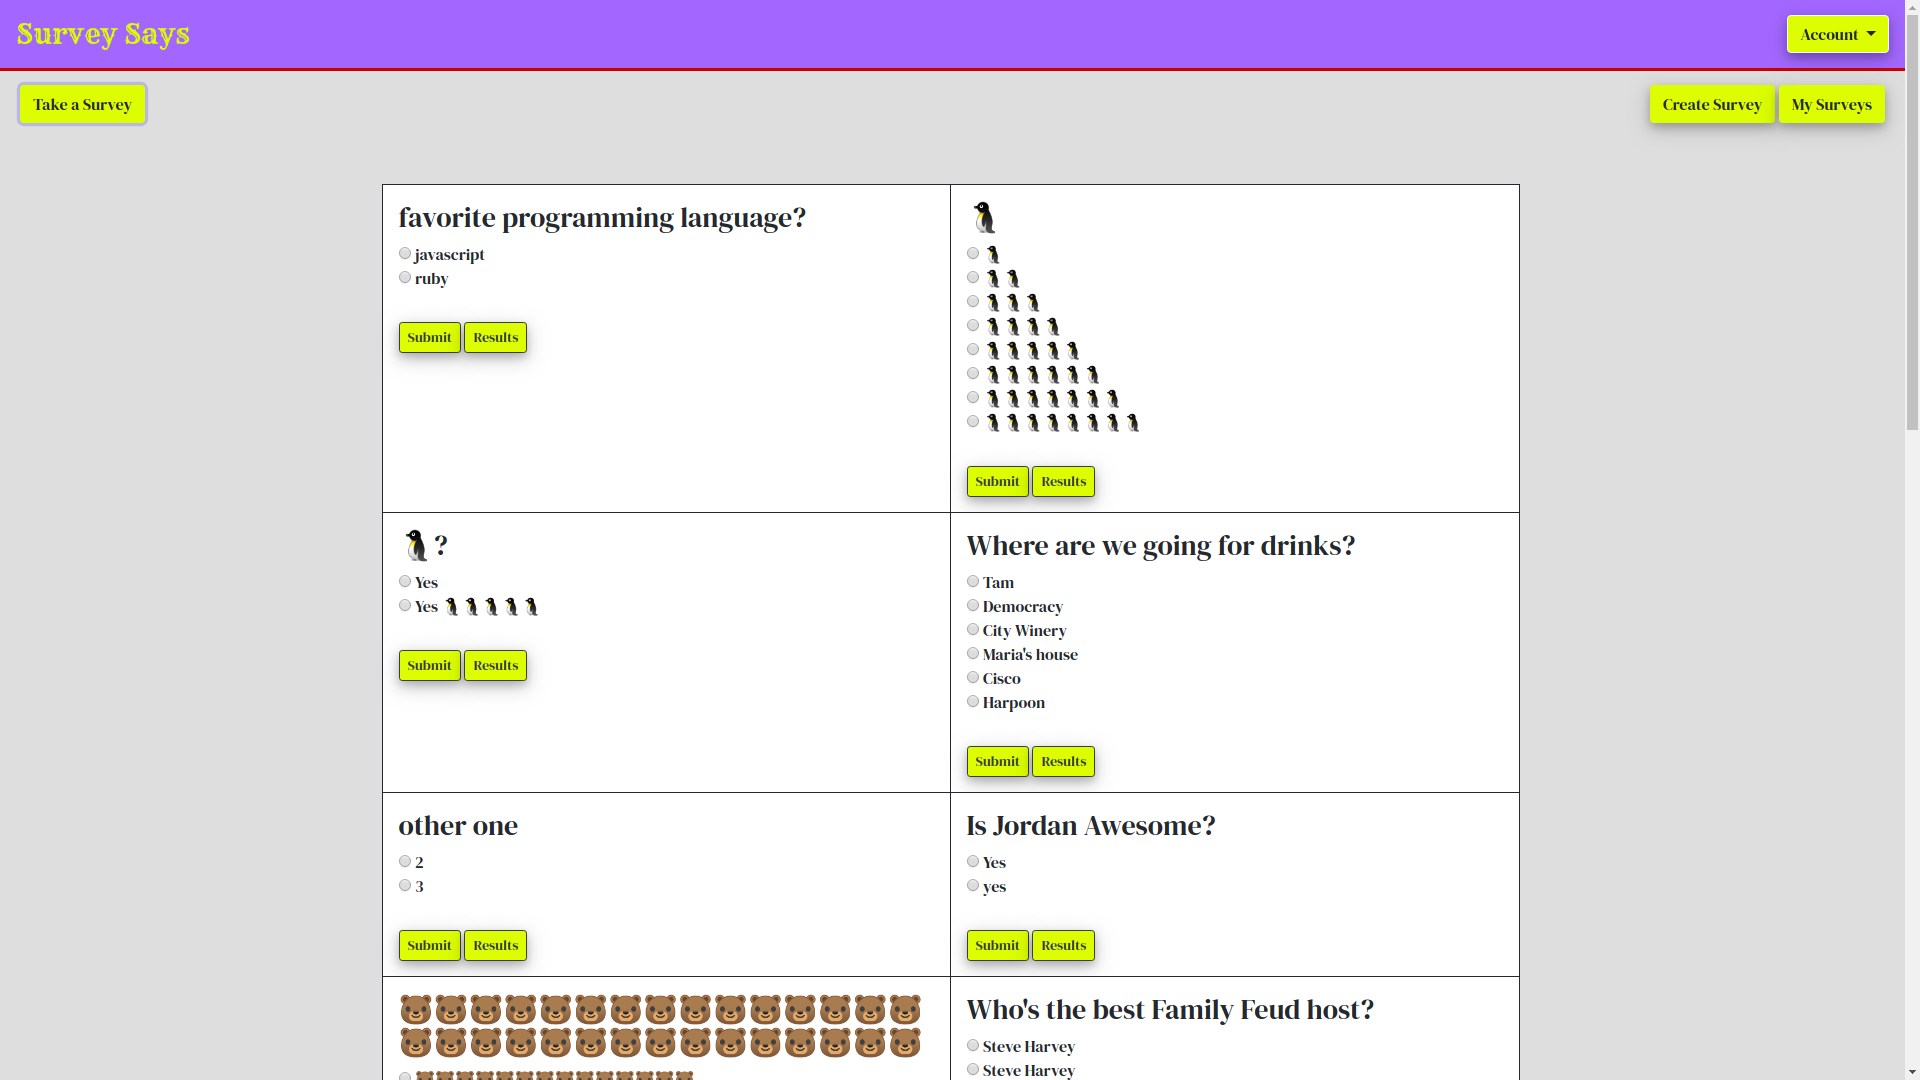 Survey Says
Account
Take a Survey
Create Survey
My Surveys
favorite programming language?
javascript
ruby
Submit
Results
🐧
🐧
🐧🐧
🐧🐧🐧
🐧🐧🐧🐧
🐧🐧🐧🐧🐧
🐧🐧🐧🐧🐧🐧
🐧🐧🐧🐧🐧🐧🐧
🐧🐧🐧🐧🐧🐧🐧🐧
Submit
Results
🐧?
Yes
Yes 🐧🐧🐧🐧🐧
Submit
Results
Where are we going for drinks?
Tam
Democracy
City Winery
Maria's house
Cisco
Harpoon
Submit
Results
other one
2
3
Submit
Results
Is Jordan Awesome?
Yes
yes
Submit
Results
🐻🐻🐻🐻🐻🐻🐻🐻🐻🐻🐻🐻🐻🐻🐻
🐻🐻🐻🐻🐻🐻🐻🐻🐻🐻🐻🐻🐻🐻🐻
🐻🐻🐻🐻🐻🐻🐻🐻🐻🐻🐻🐻🐻🐻
Who's the best Family Feud host?
Steve Harvey
Steve Harvey